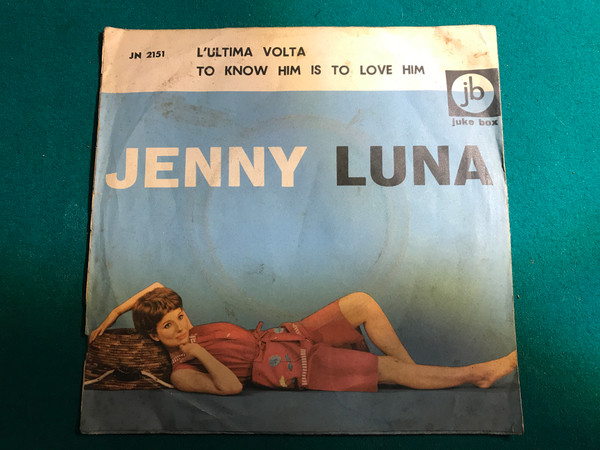 JN 2151
L'ULTIMA VOLTA
TO KNOW HIM IS TO LOVE HIM
jb
juke box
JENNY LUNA